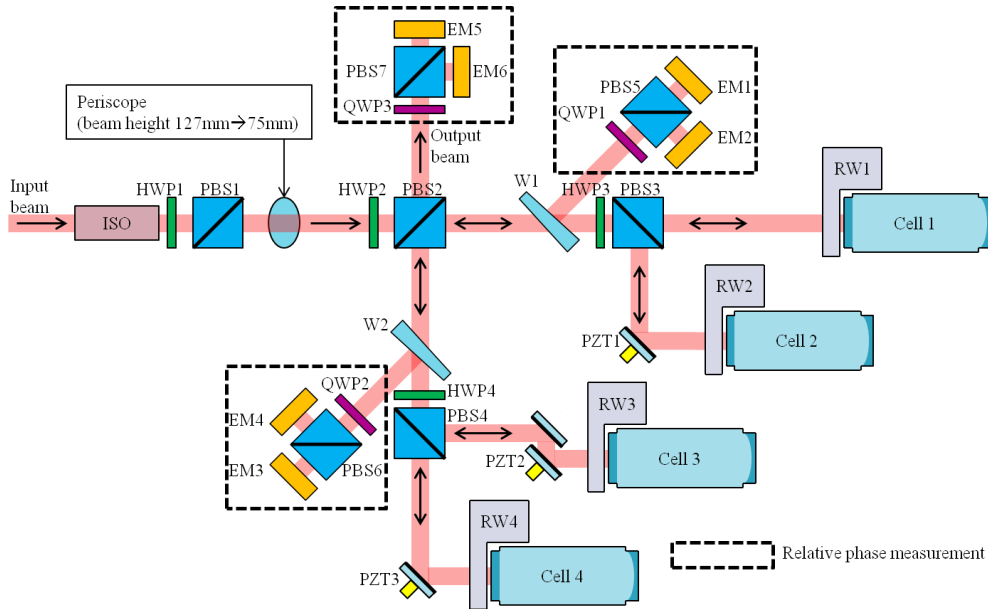 EM5
PBS7
EM6
QWP3
Periscope
(beam height 127mm→75mm)
Output
beam
PBS5
EM1
QWP1
EM2
Input
beam
HWP1
PBS1
HWP2
PBS2
W1
HWP3
PBS3
RW1
ISO
Cell 1
RW2
W2
PZT1
Cell 2
QWP2
HWP4
EM4
PBS4
RW3
EM3
PBS6
PZT2
Cell 3
RW4
PZT3
Cell 4
Relative phase measurement